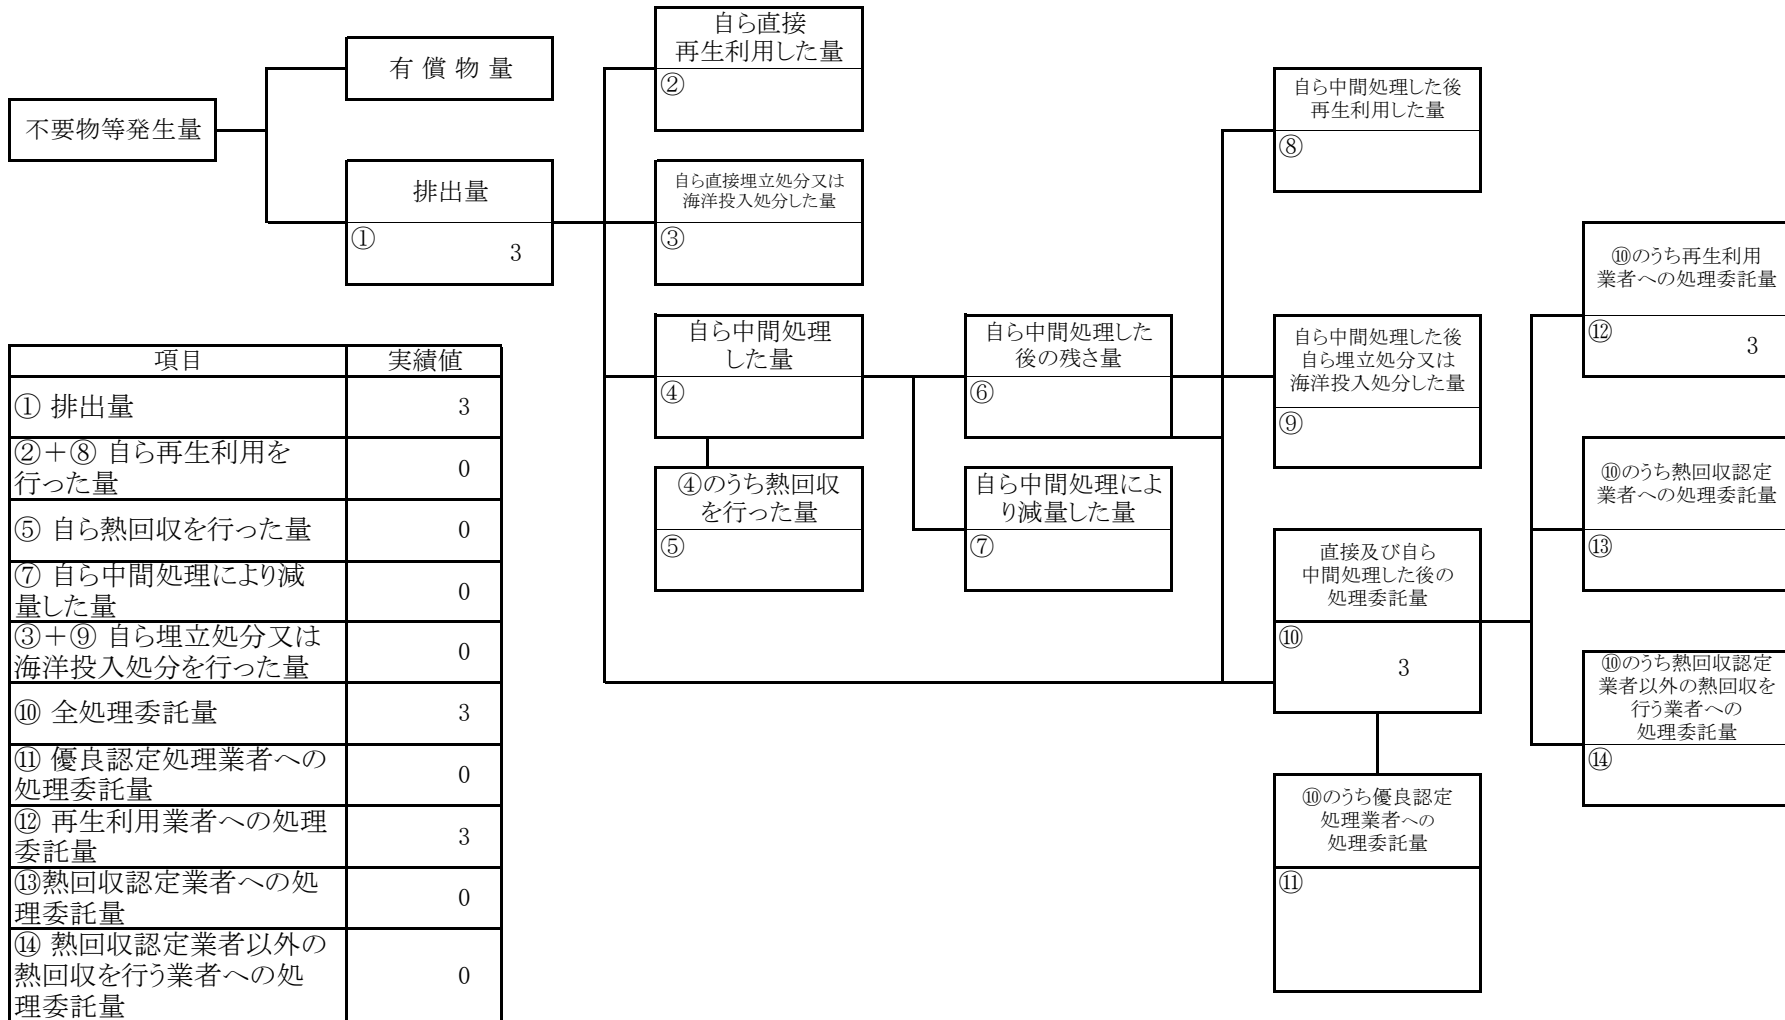 不要物等発生量
有 償 物 量
排出量
①
3
自ら直接
再生利用した量
②
自ら直接埋立処分又は
海洋投入処分した量
③
自ら中間処理
した量
④
④のうち熱回収
を行った量
⑤
自ら中間処理した
後の残さ量
⑥
自ら中間処理によ
り減量した量
⑦
自ら中間処理した後
再生利用した量
⑧
自ら中間処理した後
自ら埋立処分又は
海洋投入処分した量
⑨
直接及び自ら
中間処理した後の
処理委託量
⑩
3
⑩のうち優良認定
処理業者への
処理委託量
⑪
⑩のうち再生利用
業者への処理委託量
⑫
3
⑩のうち熱回収認定
業者への処理委託量
⑬
⑩のうち熱回収認定
業者以外の熱回収を
行う業者への
処理委託量
⑭
項目 実績値
① 排出量 3
②＋⑧ 自ら再生利用を
行った量 0
⑤ 自ら熱回収を行った量 0
⑦ 自ら中間処理により減
量した量 0
③＋⑨ 自ら埋立処分又は
海洋投入処分を行った量 0
⑩ 全処理委託量 3
⑪ 優良認定処理業者への
処理委託量 0
⑫ 再生利用業者への処理
委託量 3
⑬熱回収認定業者への処
理委託量 0
⑭ 熱回収認定業者以外の
熱回収を行う業者への処
理委託量 0